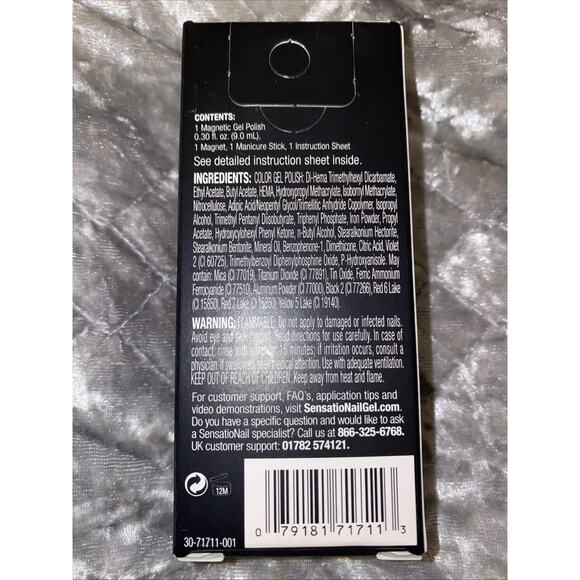 CONTENTS:
1 Magnetic Gel Polish
0.30 fl. oz (9.0 mL),
1 Magnet, 1 Manicure Stick, 1 Instruction Sheet
See detailed instruction sheet inside.
INGREDIENTS: COLOR GEL POLISH: Di-Hema Trimethylhexyl Dicarbamate,
Ethyl Acetate, Butyl Acetate, HEMA, Hydroxypropyl Methacrylate, Isobornyl Methacrylate,
Nitrocellulose, Adipic Acid/Neopentyl Glycol/Trimellitic Anhydride Copolymer, Isopropyl
Alcohol, Trimethyl Pentanyl Diisobutyrate, Triphenyl Phosphate, Iron Powder, Propyl
Acetate, Hydroxycylohexyl Phenyl Ketone, n-Butyl Alcohol, Stearalkonium Hectorite,
Stearalkonium Bentonite, Mineral Oil, Benzophenone-1, Dimethicone, Citric Acid, Violet
2 (CI 60725), Trimethylbenzoyl Diphenylphosphine Oxide, P-Hydroxyanisole. May
contain; Mica (CI 77019), Titanium Dioxide (CI 77891), Tin Oxide, Ferric Ammonium
Ferrocyanide (CI 77510), Aluminum Powder (CI 77000), Black 2 (CI 77266), Red 6 Lake
(CI 15850), Red 7 Lake (CI 15850), Yellow 5 Lake (CI 19140).
WARNING: FLAMMABLE: Do not apply to damaged or infected nails.
Avoid eye and skin contact. Read directions for use carefully. In case of
contact, rinse with water for 15 minutes; if irritation occurs, consult a
physician. If swallowed, seek medical attention. Use with adequate ventilation.
KEEP OUT OF REACH OF CHILDREN. Keep away from heat and flame.
For customer support, FAQ's, application tips and
video demonstrations, visit SensatioNailGel.com.
Do you have a specific question and would like to
ask a SensatioNail specialist? Call us at 866-325-6768.
UK customer support: 01782 574121.
12M
0 79181 71711 3
30-71711-001